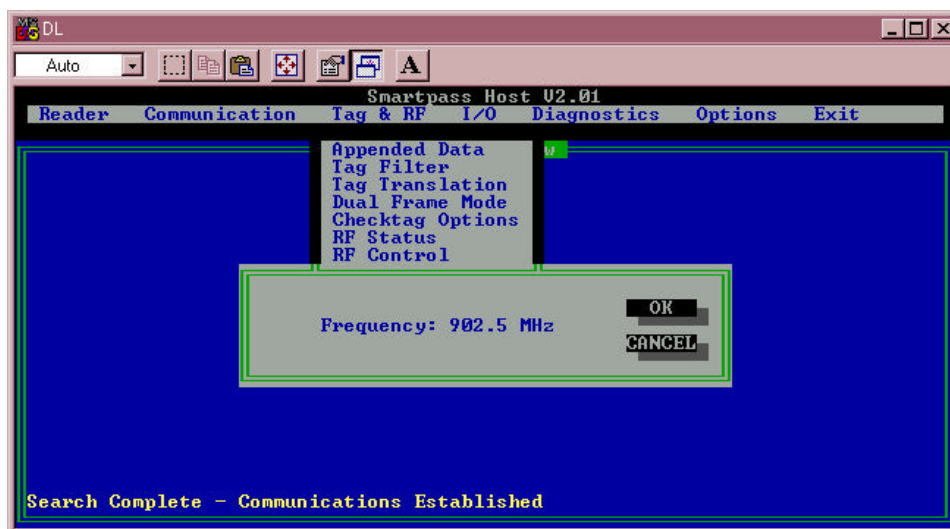 DL
Auto
A
Smartpass Host V2.01
Reader Communication Tag & RF I/O Diagnostics Options Exit
Appended Data
w
Tag Filter
Tag Translation
Dual Frame Mode
Checktag Options
RF Status
RF Control
OK
Frequency: 902.5 MHz
CANCEL
Search Complete - Communications Established